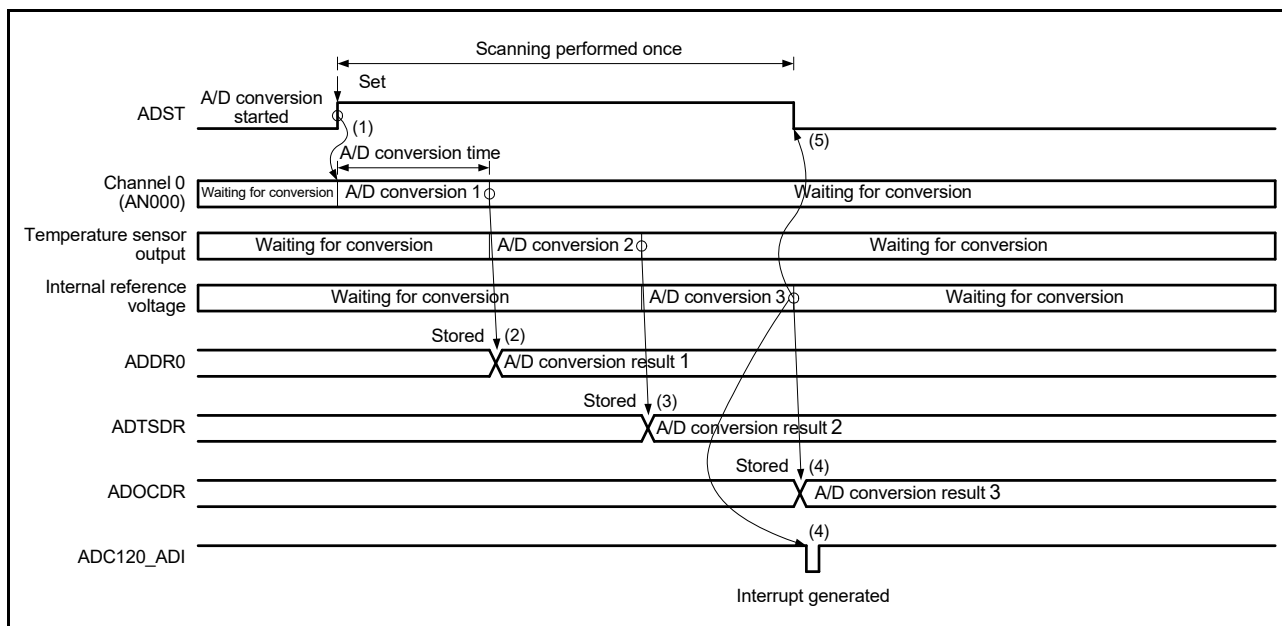 Scanning performed once
Set
ADST
A/D conversion
started
(1)
(5)
A/D conversion time
Channel 0
(AN000)
Waiting for conversion
A/D conversion 1
Waiting for conversion
Temperature sensor
output
Waiting for conversion
A/D conversion 2
Waiting for conversion
Internal reference
voltage
Waiting for conversion
A/D conversion 3
Waiting for conversion
Stored
(2)
ADDR0
A/D conversion result 1
Stored
(3)
ADTSDR
A/D conversion result 2
Stored
(4)
ADOCDR
A/D conversion result 3
(4)
ADC120_ADI
Interrupt generated